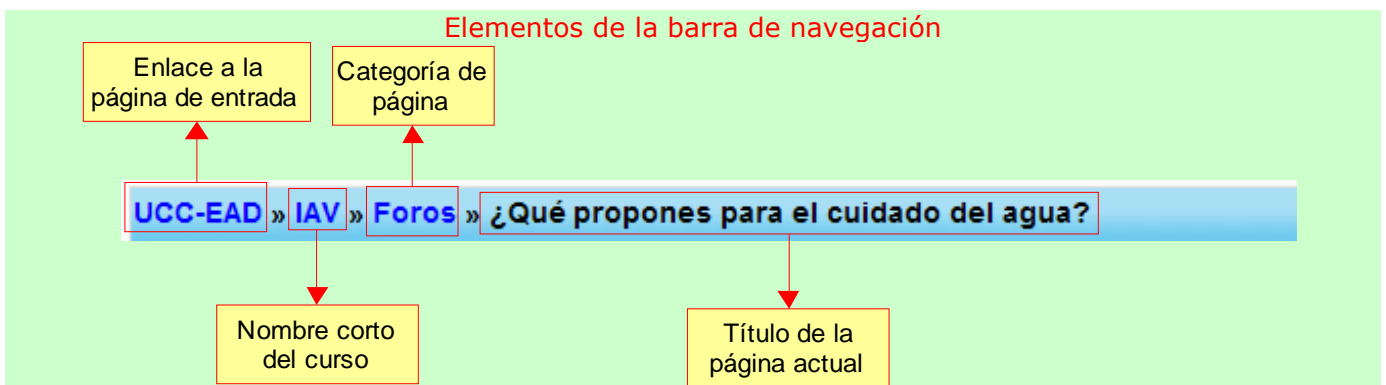 Elementos de la barra de navegación
Enlace a la
página de entrada
Categoría de
página
UCC-EAD » IAV » Foros » ¿Qué propones para el cuidado del agua?
Nombre corto
del curso
Título de la
página actual